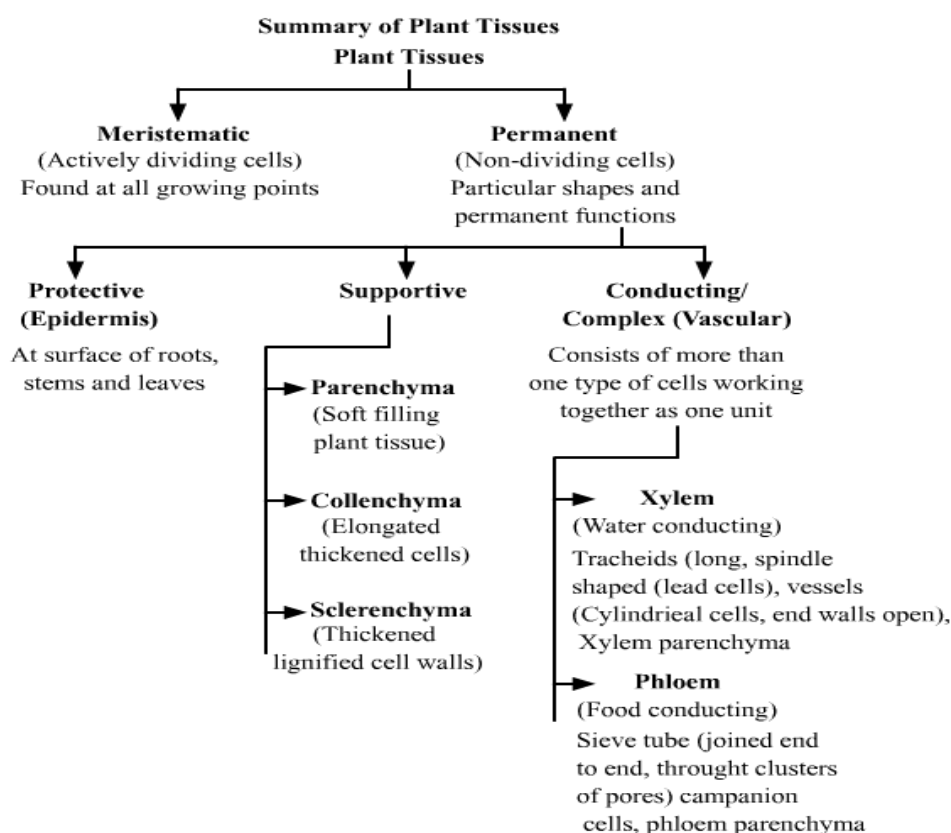 Summary of Plant Tissues
Plant Tissues
Meristematic
(Actively dividing cells)
Found at all growing points
Permanent
(Non-dividing cells)
Particular shapes and
permanent functions
Protective
(Epidermis)
At surface of roots,
stems and leaves
Supportive
Parenchyma
(Soft filling
plant tissue)
Collenchyma
(Elongated
thickened cells)
Sclerenchyma
(Thickened
lignified cell walls)
Conducting/
Complex (Vascular)
Consists of more than
one type of cells working
together as one unit
Xylem
(Water conducting)
Tracheids (long, spindle
shaped (lead cells), vessels
(Cylindrieal cells, end walls open),
Xylem parenchyma
Phloem
(Food conducting)
Sieve tube (joined end
to end, throught clusters
of pores) campanion
cells, phloem parenchyma